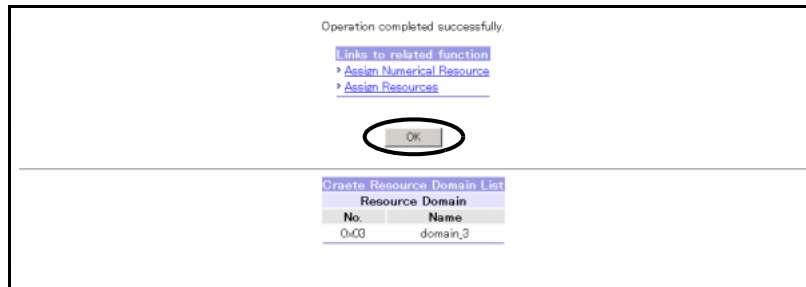 Operation completed successfully.
Links to related function
Assign Numerical Resource
Assign Resources
OK
Craete Resource Domain List
Resource Domain
No. Name
0x03 domain_3